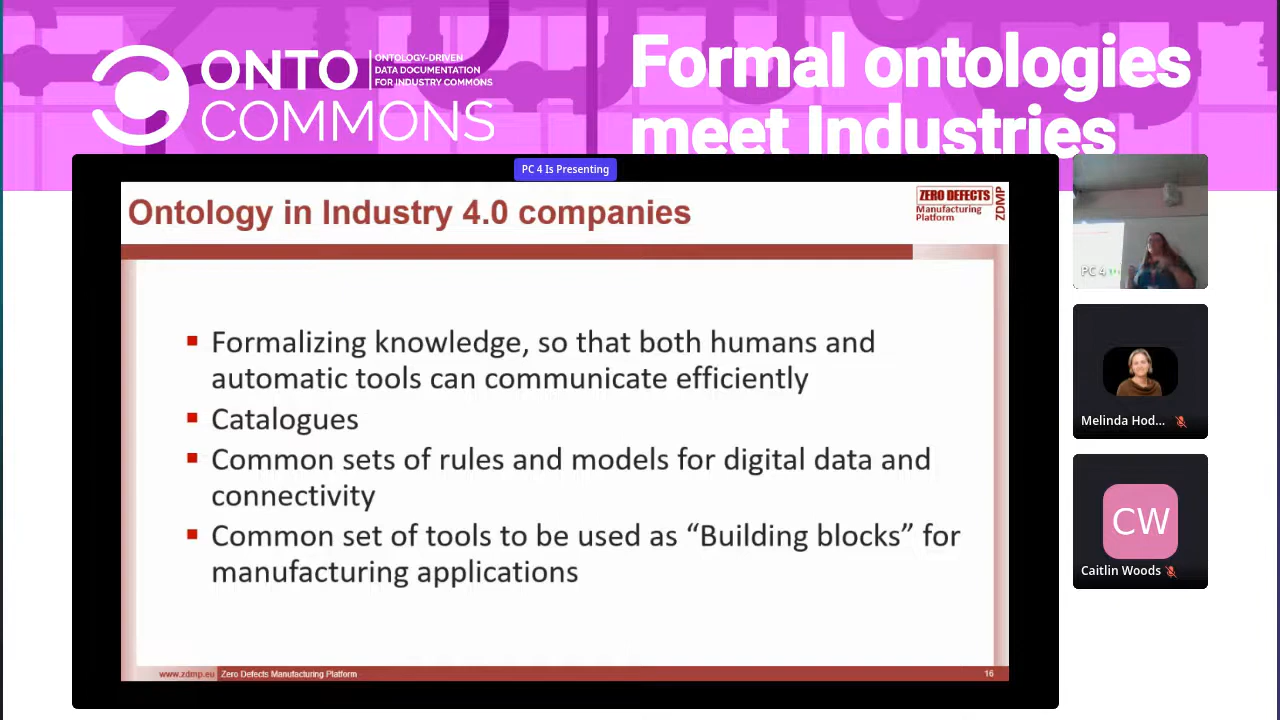 ONTO
COMMONS
ONTOLOGY-DRIVEN
DATA DOCUMENTATION
FOR INDUSTRY COMMONS
Formal ontologies
meet Industries
PC 4 Is Presenting
Ontology in Industry 4.0 companies
ZERO DEFECTS
Manufacturing
Platform
ZDMP
▪ Formalizing knowledge, so that both humans and
automatic tools can communicate efficiently
▪ Catalogues
▪ Common sets of rules and models for digital data and
connectivity
▪ Common set of tools to be used as “Building blocks” for
manufacturing applications
www.zdmp.eu
Zero Defects Manufacturing Platform
16
PC 4
Melinda Hod...
CW
Caitlin Woods